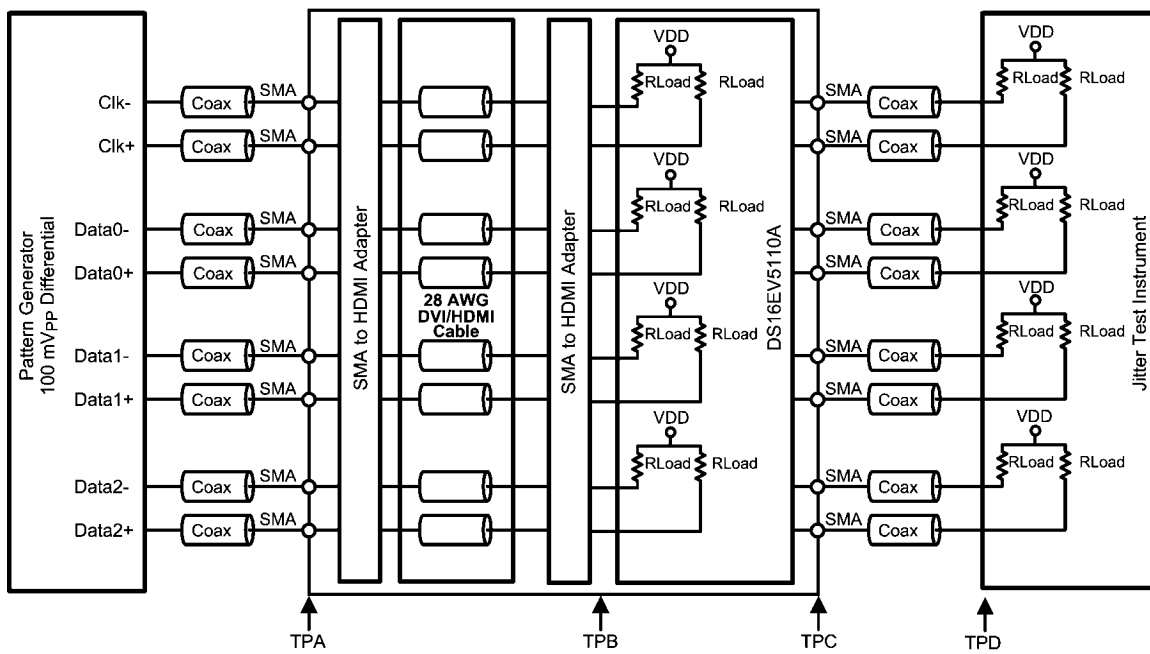 Pattern Generator
100 mVPP Differential
Clk-
Clk+
Data0-
Data0+
Data1-
Data1+
Data2-
Data2+
Coax
SMA
Coax
SMA
Coax
SMA
Coax
SMA
Coax
SMA
Coax
SMA
Coax
SMA
Coax
SMA
SMA to HDMI Adapter
28 AWG
DVI/HDMI
Cable
SMA to HDMI Adapter
VDD
RLoad
RLoad
VDD
RLoad
RLoad
VDD
RLoad
RLoad
VDD
RLoad
RLoad
DS16EV5110A
SMA
Coax
SMA
Coax
SMA
Coax
SMA
Coax
SMA
Coax
SMA
Coax
SMA
Coax
SMA
Coax
VDD
RLoad
RLoad
VDD
RLoad
RLoad
VDD
RLoad
RLoad
VDD
RLoad
RLoad
Jitter Test Instrument
TPA
TPB
TPC
TPD